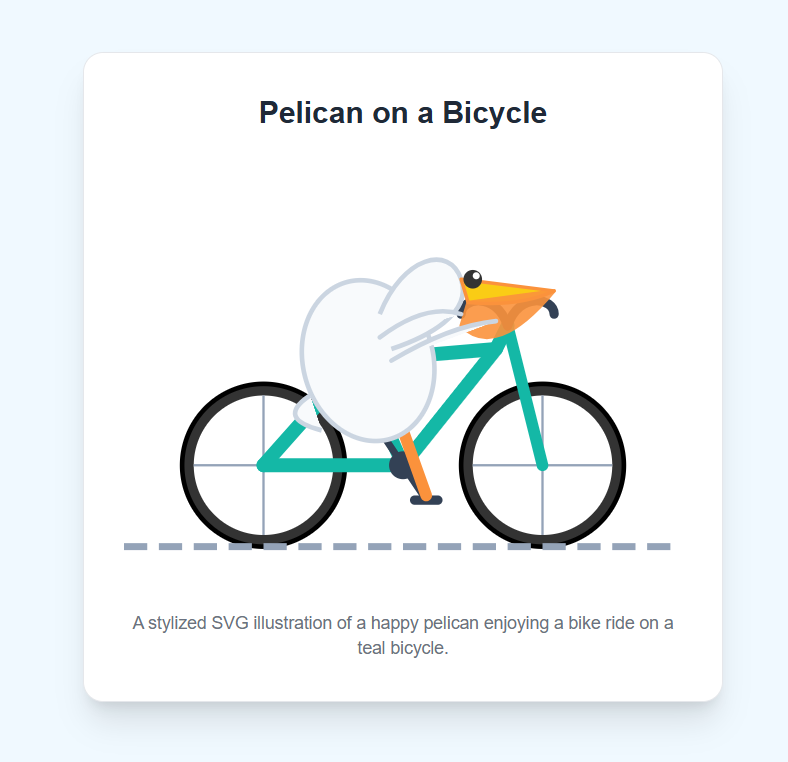 Pelican on a Bicycle
A stylized SVG illustration of a happy pelican enjoying a bike ride on a
teal bicycle.